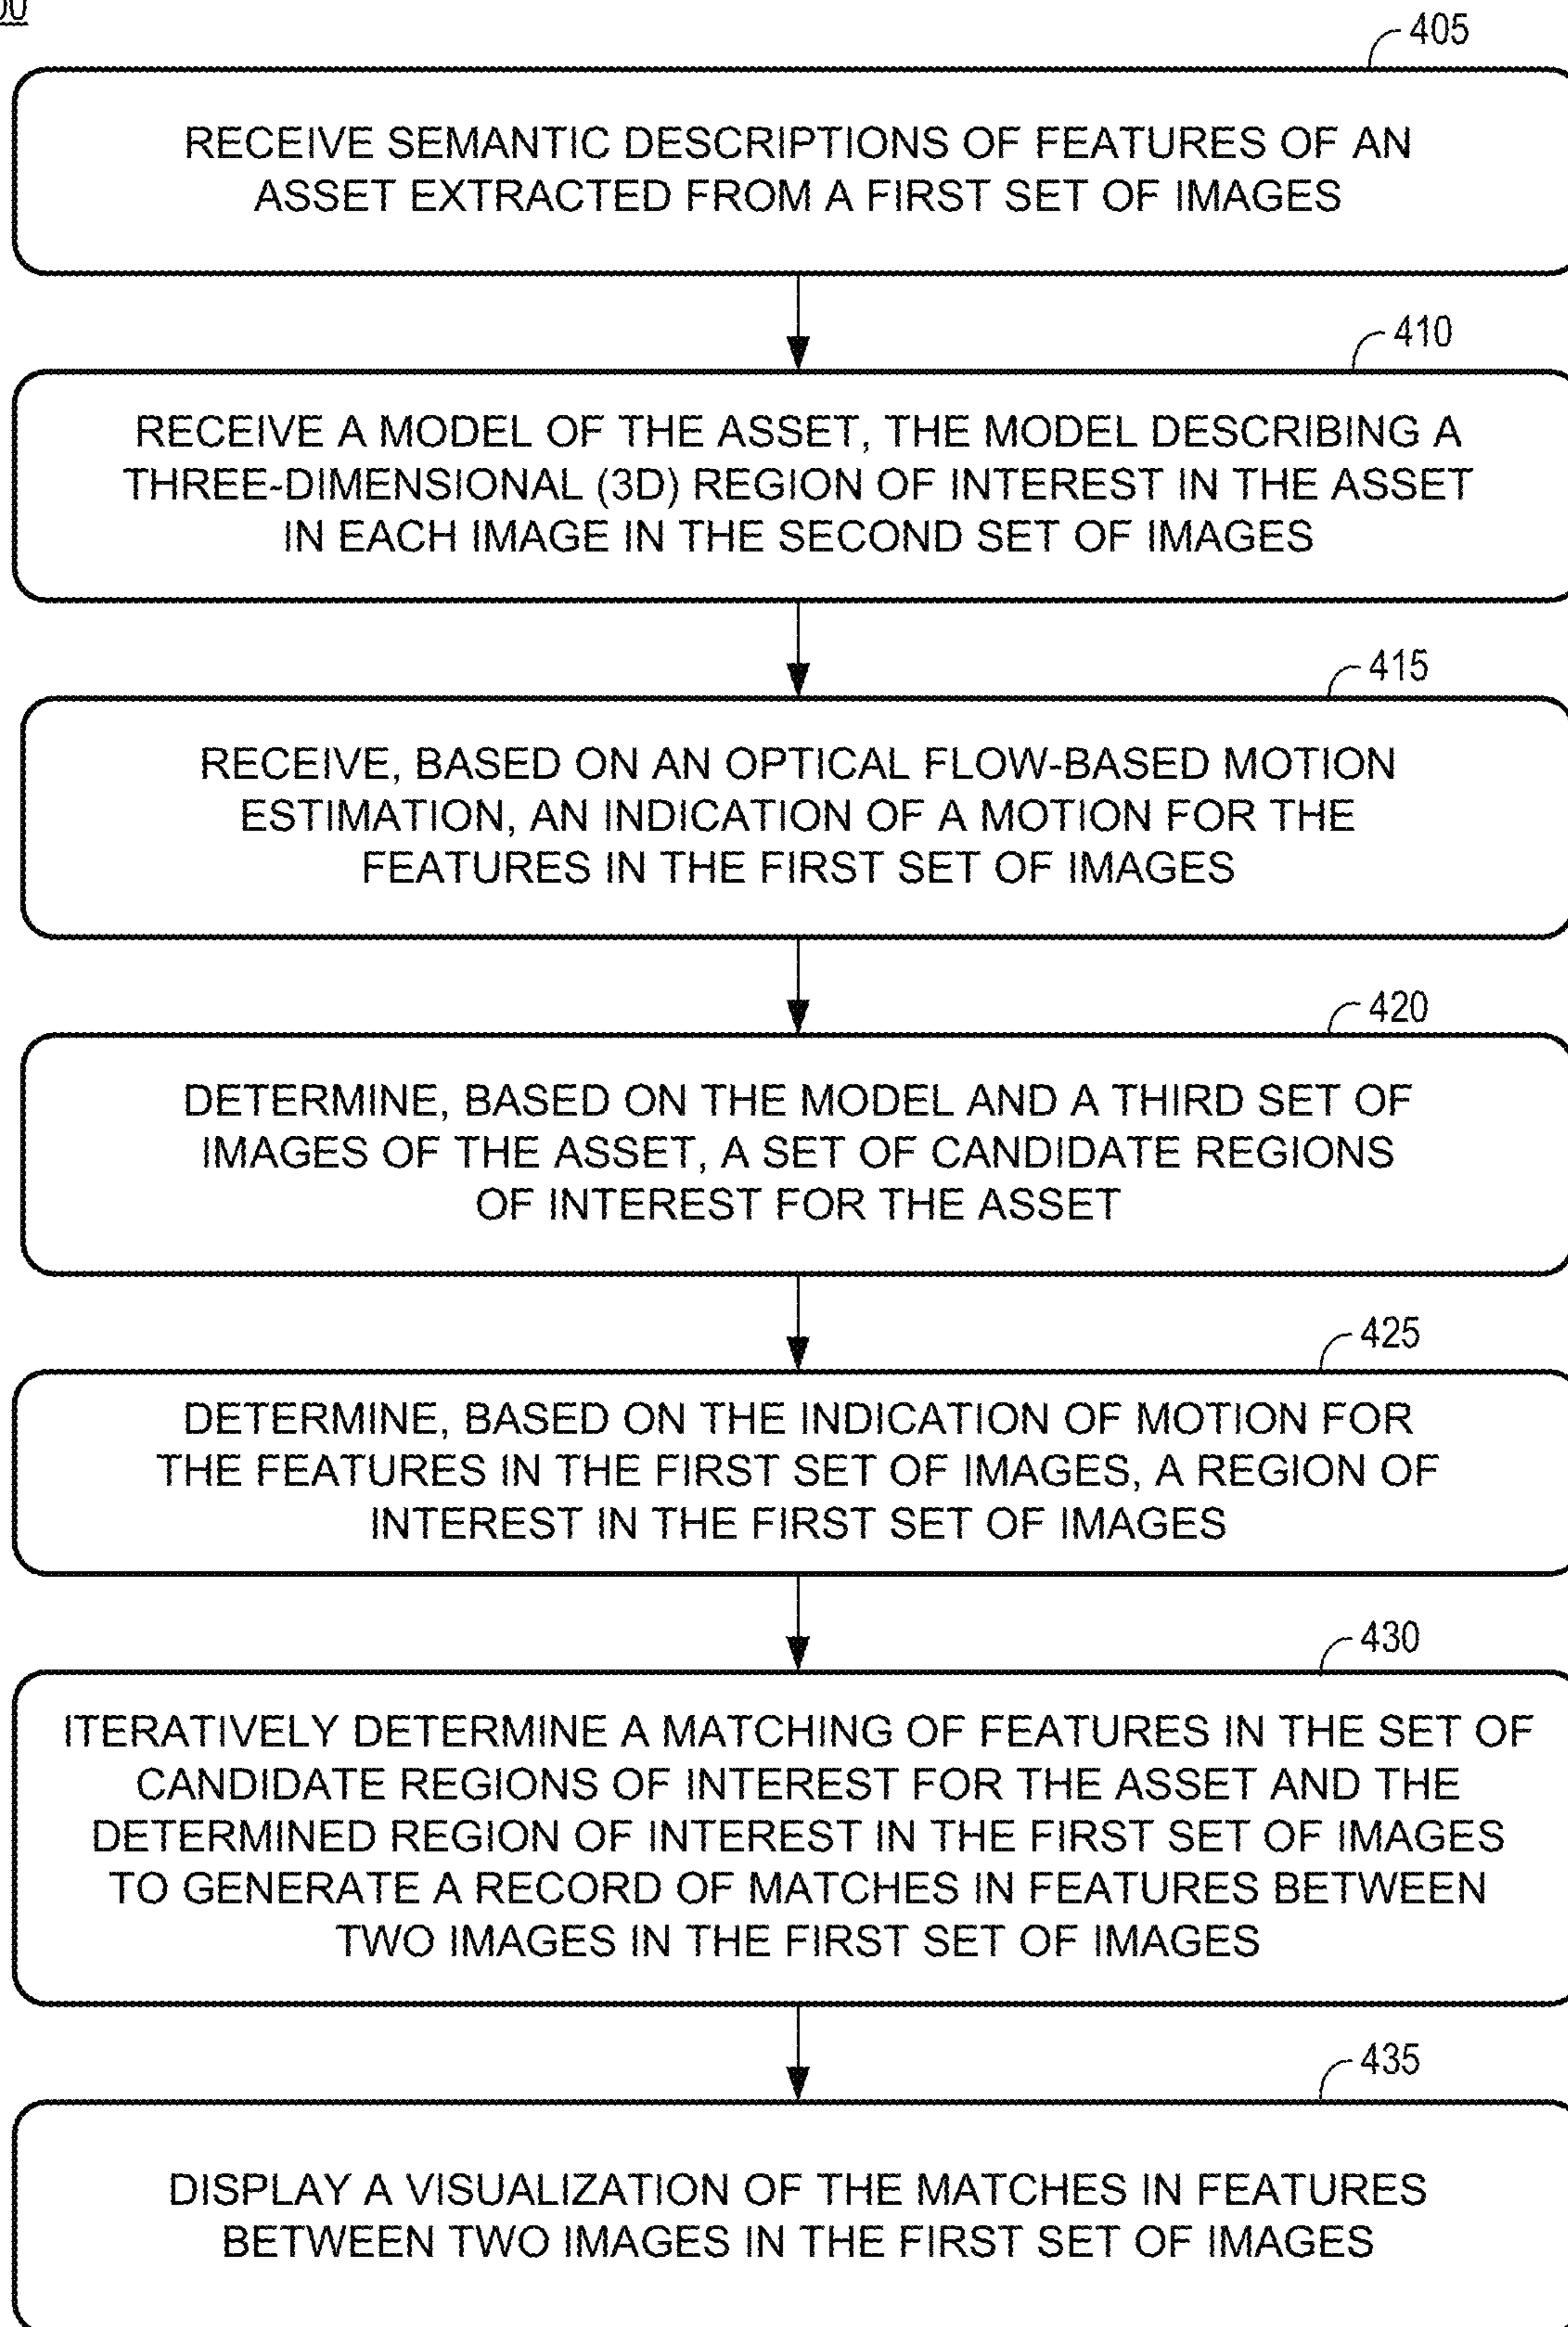 405
RECEIVE SEMANTIC DESCRIPTIONS OF FEATURES OF AN
ASSET EXTRACTED FROM A FIRST SET OF IMAGES
410
RECEIVE A MODEL OF THE ASSET, THE MODEL DESCRIBING A
THREE-DIMENSIONAL (3D) REGION OF INTEREST IN THE ASSET
IN EACH IMAGE IN THE SECOND SET OF IMAGES
415
RECEIVE, BASED ON AN OPTICAL FLOW-BASED MOTION
ESTIMATION, AN INDICATION OF A MOTION FOR THE
FEATURES IN THE FIRST SET OF IMAGES
420
DETERMINE, BASED ON THE MODEL AND A THIRD SET OF
IMAGES OF THE ASSET, A SET OF CANDIDATE REGIONS
OF INTEREST FOR THE ASSET
425
DETERMINE, BASED ON THE INDICATION OF MOTION FOR
THE FEATURES IN THE FIRST SET OF IMAGES, A REGION OF
INTEREST IN THE FIRST SET OF IMAGES
430
ITERATIVELY DETERMINE A MATCHING OF FEATURES IN THE SET OF
CANDIDATE REGIONS OF INTEREST FOR THE ASSET AND THE
DETERMINED REGION OF INTEREST IN THE FIRST SET OF IMAGES
TO GENERATE A RECORD OF MATCHES IN FEATURES BETWEEN
TWO IMAGES IN THE FIRST SET OF IMAGES
435
DISPLAY A VISUALIZATION OF THE MATCHES IN FEATURES
BETWEEN TWO IMAGES IN THE FIRST SET OF IMAGES